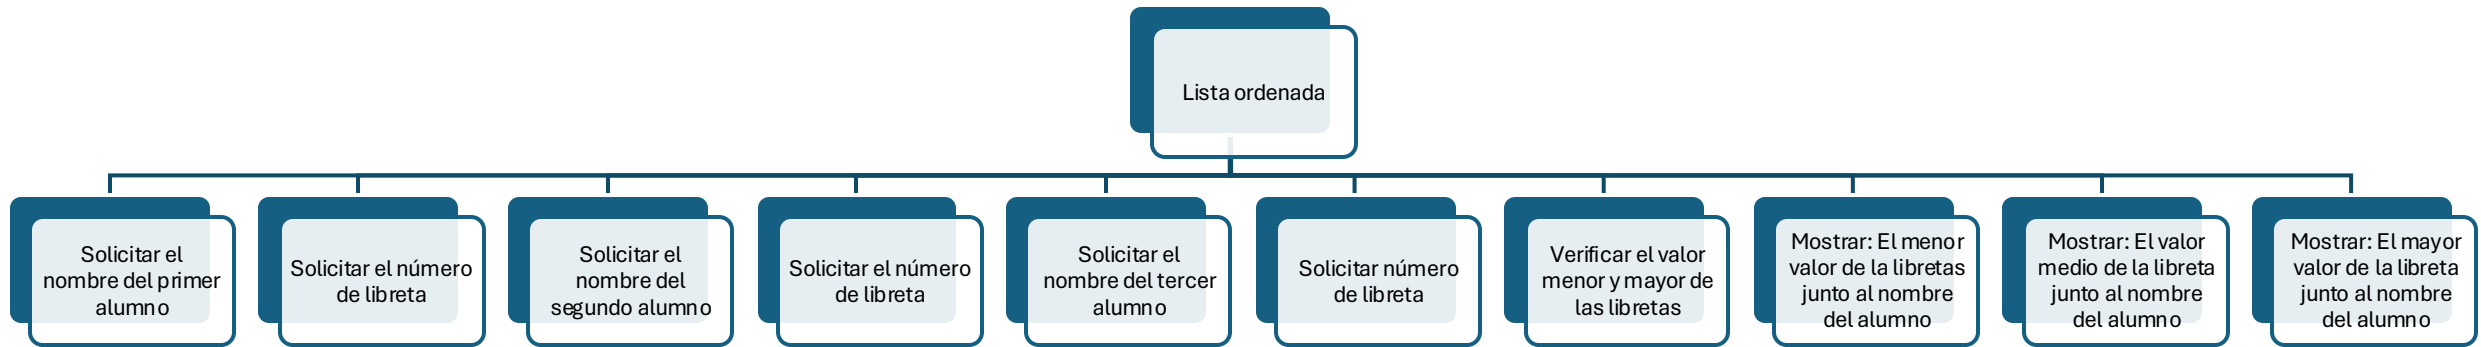 Lista ordenada
Solicitar el
nombre del primer
alumno
Solicitar el número
de libreta
Solicitar el
nombre del
segundo alumno
Solicitar el número
de libreta
Solicitar el
nombre del tercer
alumno
Solicitar número
de libreta
Verificar el valor
menor y mayor de
las libretas
Mostrar: El menor
valor de la libretas
junto al nombre
del alumno
Mostrar: El valor
medio de la libreta
junto al nombre
del alumno
Mostrar: El mayor
valor de la libreta
junto al nombre
del alumno